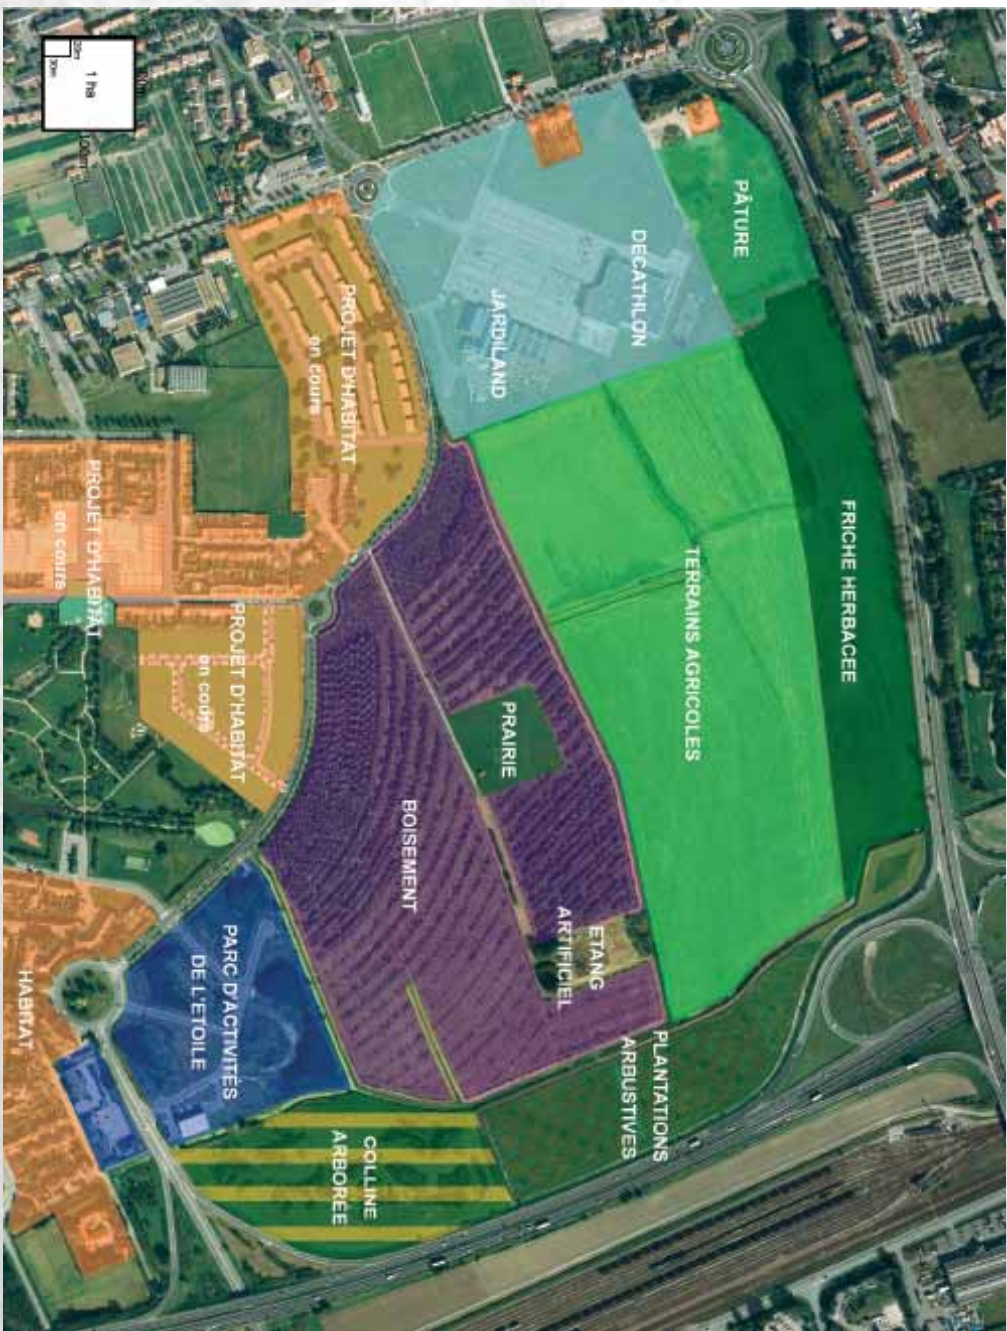 FRICHE HERBACEE
PÂTURE
TERRAINS AGRICOLES
PLANTATIONS
ARBUSTIVES
DECATHLON
ETANG
ARTIFICIEL
PRAIRIE
JARDILAND
BOISEMENT
COLLINE
ARBORÉE
PROJET D'HABITAT
en cours
PROJET D'HABITAT
en cours
PARC D'ACTIVITÉS
DE L'ETOILE
PROJET D'HABITAT
en cours
HABITAT
1 ha
100m